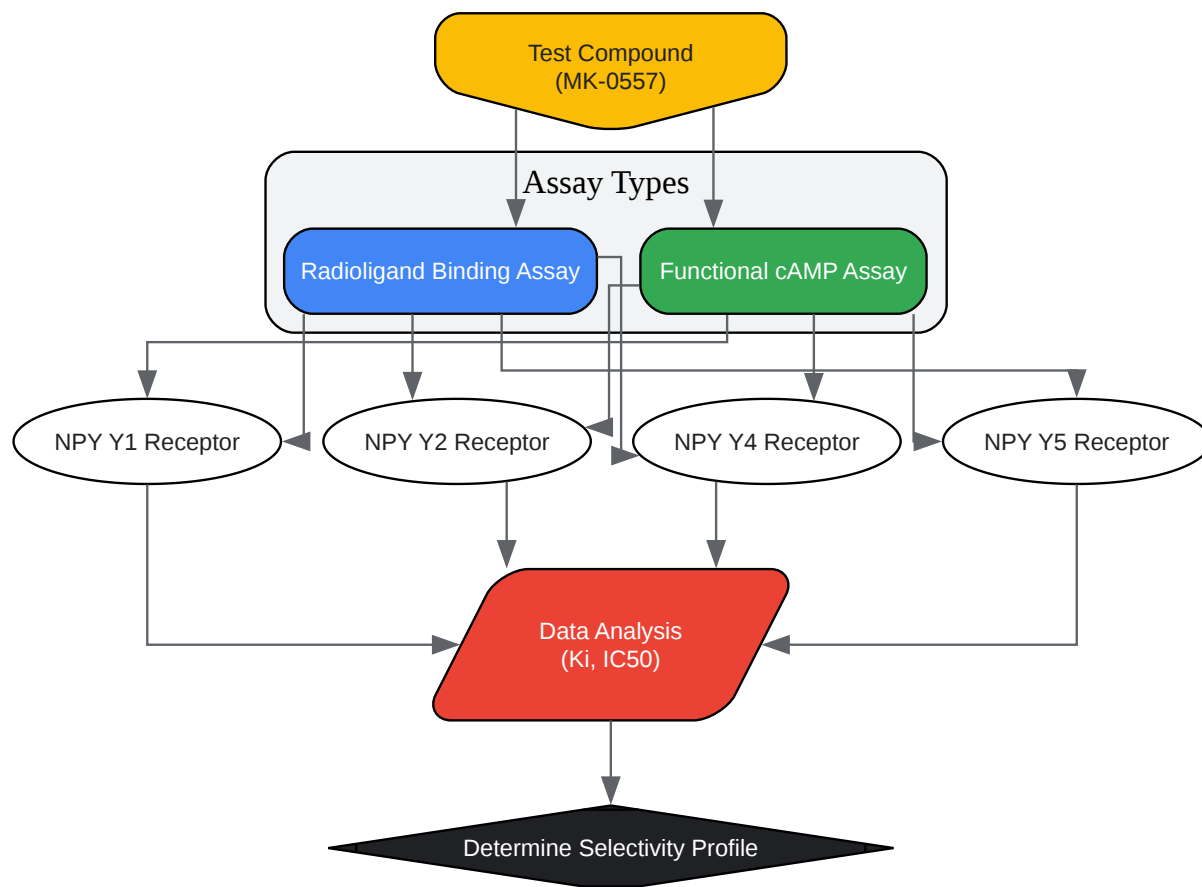 Test Compound
(MK-0557)
Assay Types
Radioligand Binding Assay
Functional cAMP Assay
NPY Y1 Receptor
NPY Y2 Receptor
NPY Y4 Receptor
NPY Y5 Receptor
Data Analysis
(Ki, IC50)
Determine Selectivity Profile